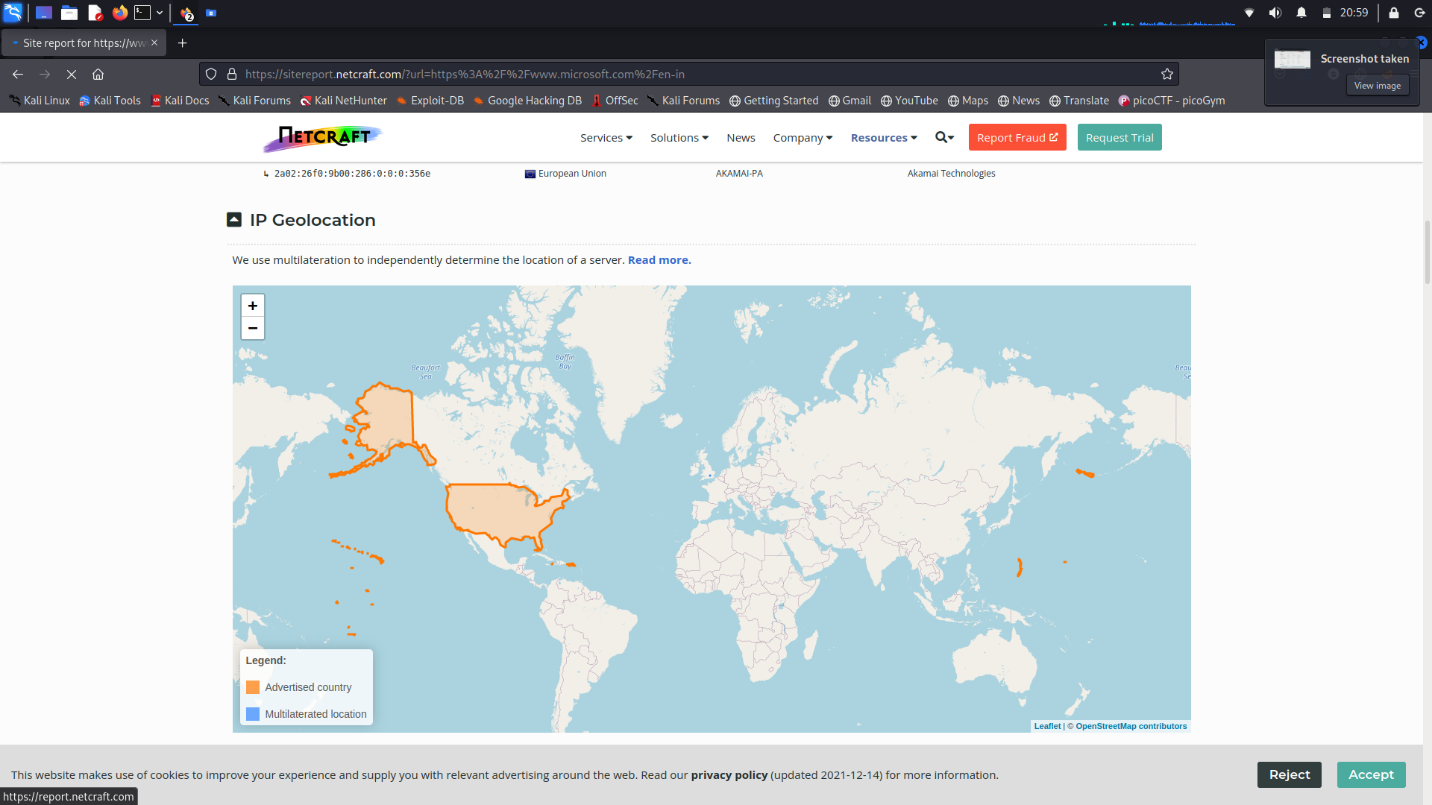 2
20:59
Site report for https://ww
Screenshot taken
View image
https://sitereport.netcraft.com/?url=https%3A%2F%2Fwww.microsoft.com%2Fen-in
Kali Linux Kali Tools Kali Docs Kali Forums Kali NetHunter Exploit-DB Google Hacking DB OffSec Kali Forums Getting Started Gmail YouTube Maps News Translate picoCTF - picoGym
NETCRAFT
Services Solutions News Company Resources Report Fraud Request Trial
↳ 2a02:26f0:9b00:286:0:0:0:356e European Union AKAMAI-PA Akamai Technologies
IP Geolocation
We use multilateration to independently determine the location of a server. Read more.
+
−
Beaufort Sea
Baffin Bay
Beau
Se
Legend:
Advertised country
Multilaterated location
Leaflet | © OpenStreetMap contributors
This website makes use of cookies to improve your experience and supply you with relevant advertising around the web. Read our privacy policy (updated 2021-12-14) for more information.
Reject
Accept
https://report.netcraft.com